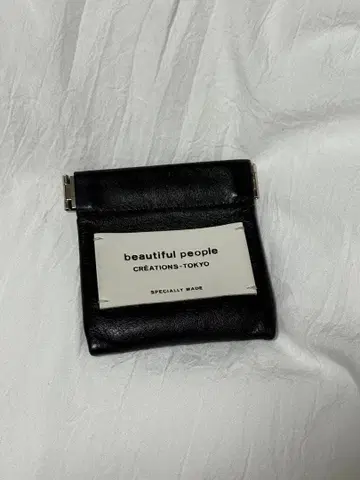 beautiful people
CRÉATIONS-TOKYO
SPECIALLY MADE